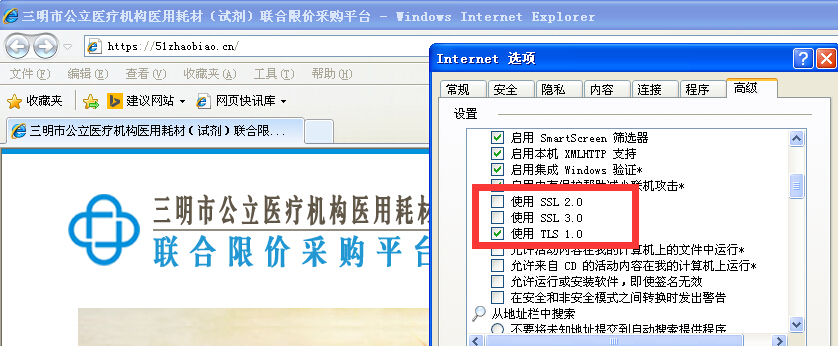 三明市公立医疗机构医用耗材（试剂）联合限价采购平台 - Windows Internet Explorer
https://51zhaobiao.cn/
文件(F) 编辑(E) 查看(V) 收藏夹(A) 工具(T) 帮助(H)
收藏夹 建议网站 网页快讯库
三明市公立医疗机构医用耗材（试剂）联合限...
三明市公立医疗机构医用耗材
联合限价采购平台
Internet 选项
常规 安全 隐私 内容 连接 程序 高级
设置
启用 SmartScreen 筛选器
启用本机 XMLHTTP 支持
启用集成 Windows 验证*
启用内存保护帮助减少联机攻击*
使用 SSL 2.0
使用 SSL 3.0
使用 TLS 1.0
允许活动内容在我的计算机上的文件中运行*
允许来自 CD 的活动内容在我的计算机上运行*
允许运行或安装软件，即使签名无效
在安全和非安全模式之间转换时发出警告
从地址栏中搜索
不要将未知地址提交到自动搜索提供程序